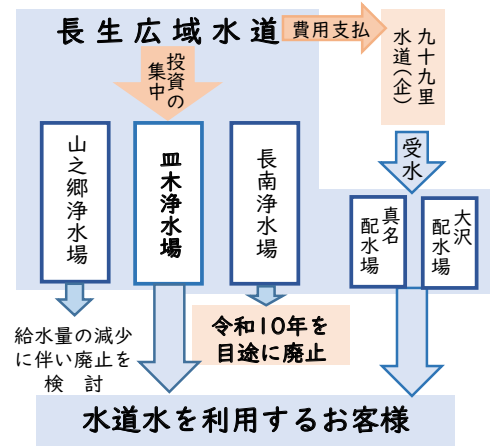 長生広域水道
費用支払
九十九里
水道(企)
投資の
集中
受水
山之郷浄水場
皿木浄水場
長南浄水場
真名
配水場
大沢
配水場
給水量の減少
に伴い廃止を
検 討
令和10年を
目途に廃止
水道水を利用するお客様